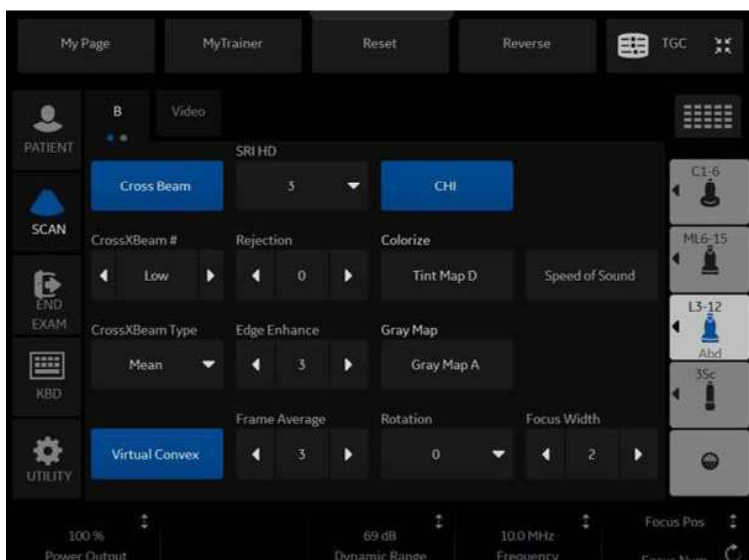 My Page MyTrainer Reset Reverse TGC
B Video
PATIENT
SRI HD
C1-6
Cross Beam 3 CHI
SCAN
CrossXBeam # Rejection Colorize
ML6-15
Low 0 Tint Map D Speed of Sound
END
EXAM
L3-12
CrossXBeam Type Edge Enhance Gray Map
Abd
Mean 3 Gray Map A
KBD
3Sc
Frame Average Rotation Focus Width
Virtual Convex 3 0 2
UTILITY
100 % 69 dB 10.0 MHz Focus Pos
Power Output Dynamic Range Frequency Focus Num